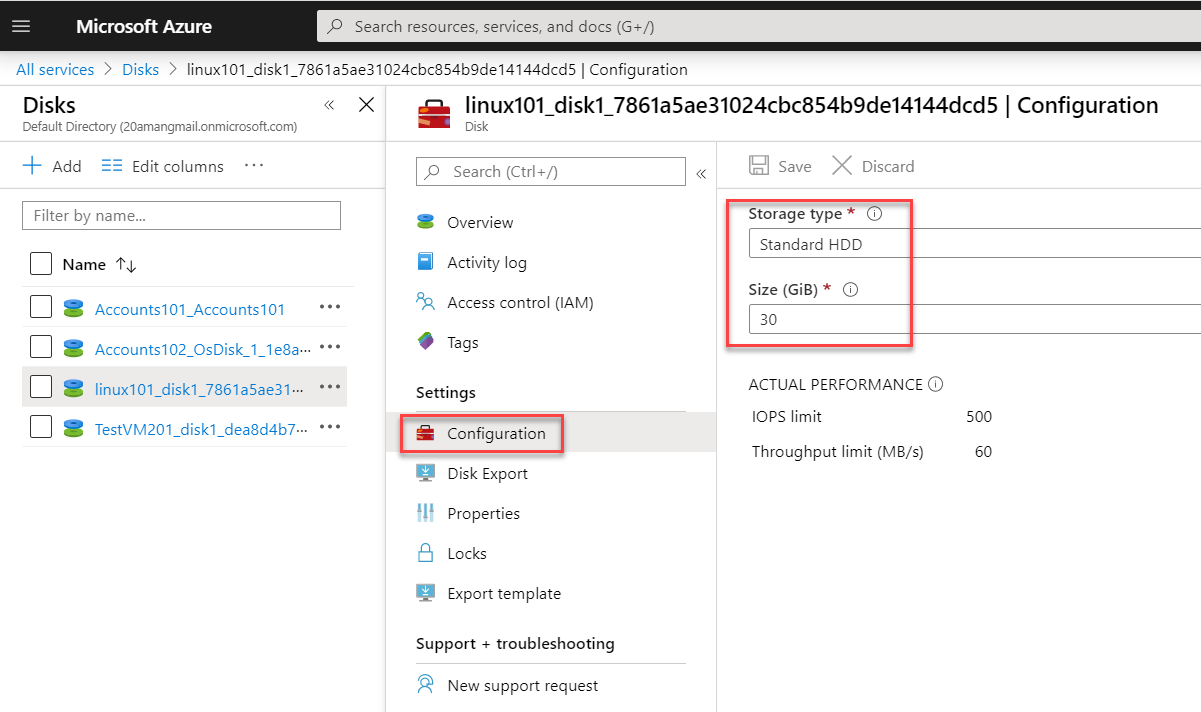 Microsoft Azure
Search resources, services, and docs (G+/)
All services > Disks > linux101_disk1_7861a5ae31024cbc854b9de14144dcd5 | Configuration
Disks
Default Directory (20amangmail.onmicrosoft.com)
linux101_disk1_7861a5ae31024cbc854b9de14144dcd5 | Configuration
Disk
Add
Edit columns
Filter by name...
Name
Accounts101_Accounts101
Accounts102_OsDisk_1_1e8a...
linux101_disk1_7861a5ae31...
TestVM201_disk1_dea8d4b7...
Search (Ctrl+/)
Overview
Activity log
Access control (IAM)
Tags
Settings
Configuration
Disk Export
Properties
Locks
Export template
Support + troubleshooting
New support request
Save
Discard
Storage type *
Standard HDD
Size (GiB) *
30
ACTUAL PERFORMANCE
IOPS limit 500
Throughput limit (MB/s) 60